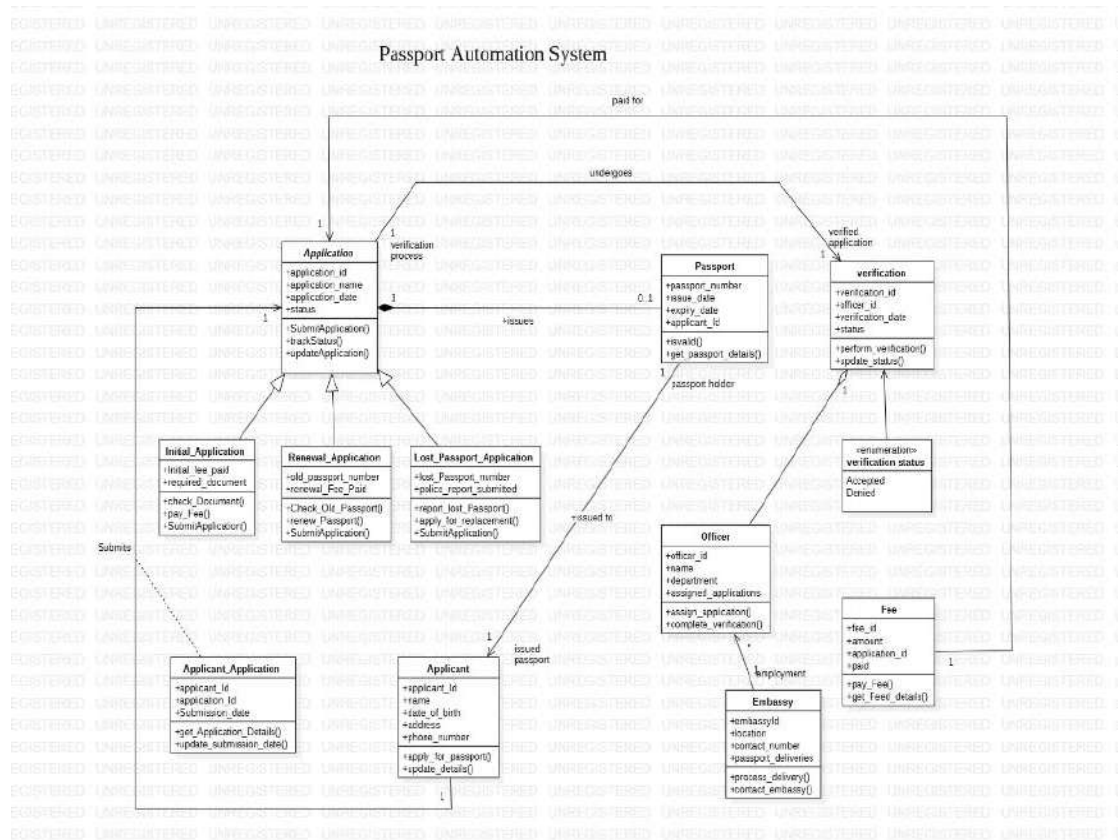 Passport Automation System
paid for
undergoes
1
1
verification
process
verified
application
1
Application
+application_id
+application_name
+application_date
+status
+SubmitApplication()
+trackStatus()
+updateApplication()
1
0..1
+issues
1
Passport
+passport_number
+issue_date
+expiry_date
+applicant_Id
+isvalid()
+get_passport_details()
1
passport holder
verification
+verification_id
+officer_id
+verification_date
+status
+perform_verification()
+update_status()
1
Initial_Application
+Initial_fee_paid
+required_document
+check_Document()
+pay_Fee()
+SubmitApplication()
Renewal_Application
+old_passport_number
+renewal_Fee_Paid
+Check_Old_Passport()
+renew_Passport()
+SubmitApplication()
Lost_Passport_Application
+lost_Passport_number
+police_report_submitted
+report_lost_Passport()
+apply_for_replacement()
+SubmitApplication()
«enumeration»
verification status
Accepted
Denied
+issued to
Submits
Officer
+officer_id
+name
+department
+assigned_applications
+assign_application()
+complete_verification()
*
+employment
Fee
+fee_id
+amount
+application_id
+paid
+pay_Fee()
+get_Feed_details()
1
1
issued
passport
Applicant_Application
+applicant_Id
+application_Id
+Submission_date
+get_Application_Details()
+update_submission_date()
Applicant
+applicant_Id
+name
+date_of_birth
+address
+phone_number
+apply_for_passport()
+update_details()
1
Embassy
+embassyId
+location
+contact_number
+passport_deliveries
+process_delivery()
+contact_embassy()
UNREGISTERED